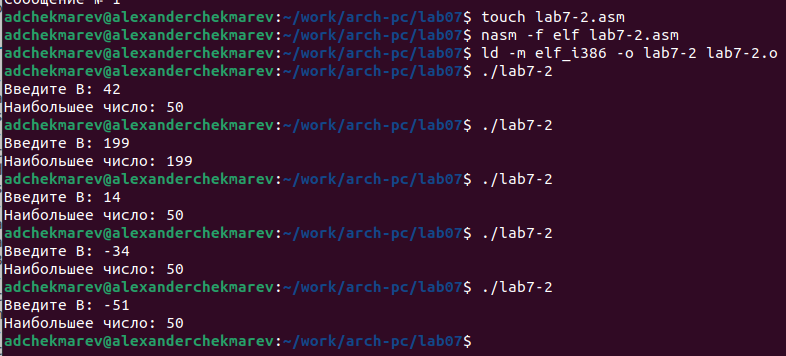 Сообщение № 1
adchekmarev@alexanderchekmarev:~/work/arch-pc/lab07$ touch lab7-2.asm
adchekmarev@alexanderchekmarev:~/work/arch-pc/lab07$ nasm -f elf lab7-2.asm
adchekmarev@alexanderchekmarev:~/work/arch-pc/lab07$ ld -m elf_i386 -o lab7-2 lab7-2.o
adchekmarev@alexanderchekmarev:~/work/arch-pc/lab07$ ./lab7-2
Введите B: 42
Наибольшее число: 50
adchekmarev@alexanderchekmarev:~/work/arch-pc/lab07$ ./lab7-2
Введите B: 199
Наибольшее число: 199
adchekmarev@alexanderchekmarev:~/work/arch-pc/lab07$ ./lab7-2
Введите B: 14
Наибольшее число: 50
adchekmarev@alexanderchekmarev:~/work/arch-pc/lab07$ ./lab7-2
Введите B: -34
Наибольшее число: 50
adchekmarev@alexanderchekmarev:~/work/arch-pc/lab07$ ./lab7-2
Введите B: -51
Наибольшее число: 50
adchekmarev@alexanderchekmarev:~/work/arch-pc/lab07$